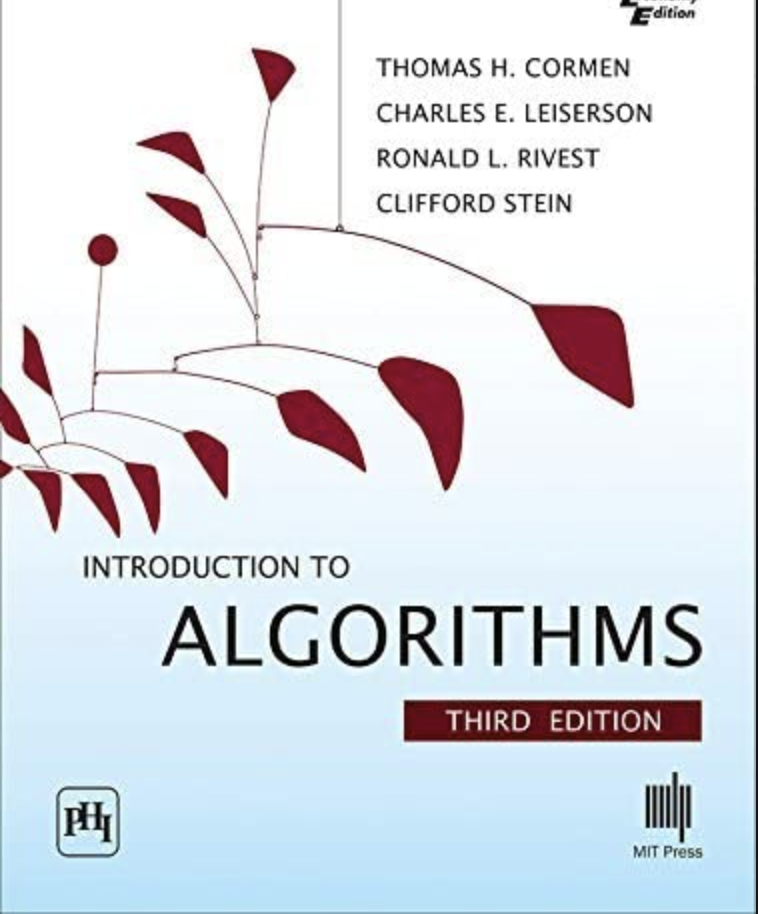 Edition
THOMAS H. CORMEN
CHARLES E. LEISERSON
RONALD L. RIVEST
CLIFFORD STEIN
INTRODUCTION TO
ALGORITHMS
THIRD EDITION
PHI
MIT Press